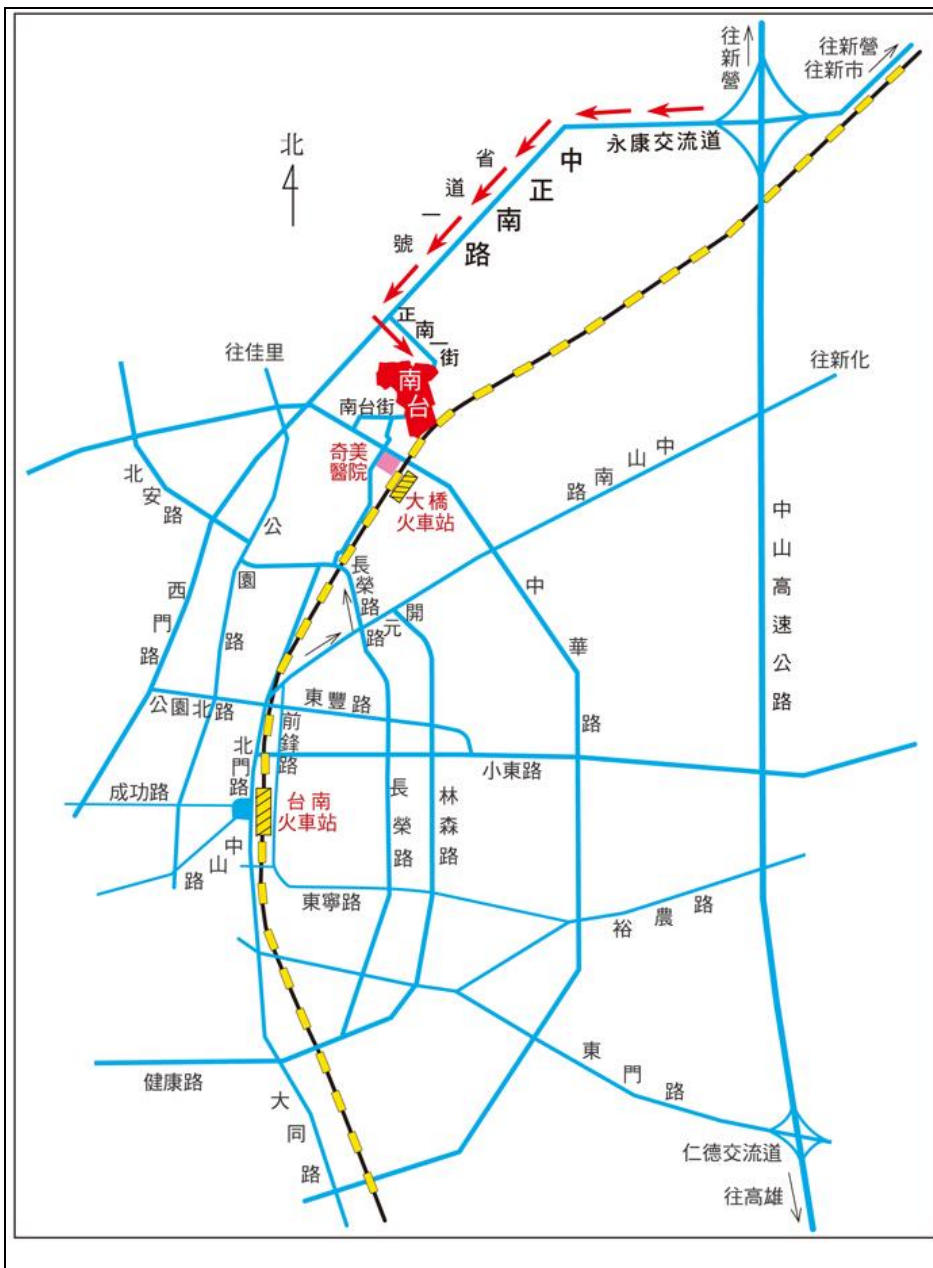 往新營
往新營
往新市
北
永康交流道
省道一號
中正南路
正南一街
往佳里
南台
南台街
往新化
奇美
醫院
大橋
火車站
中山南路
北安路
公園路
西門路
長榮路
開元路
中華路
中山高速公路
公園北路
東豐路
前鋒路
北門路
小東路
成功路
台南
火車站
長榮路
林森路
中山路
東寧路
裕農路
東門路
健康路
大同路
仁德交流道
往高雄